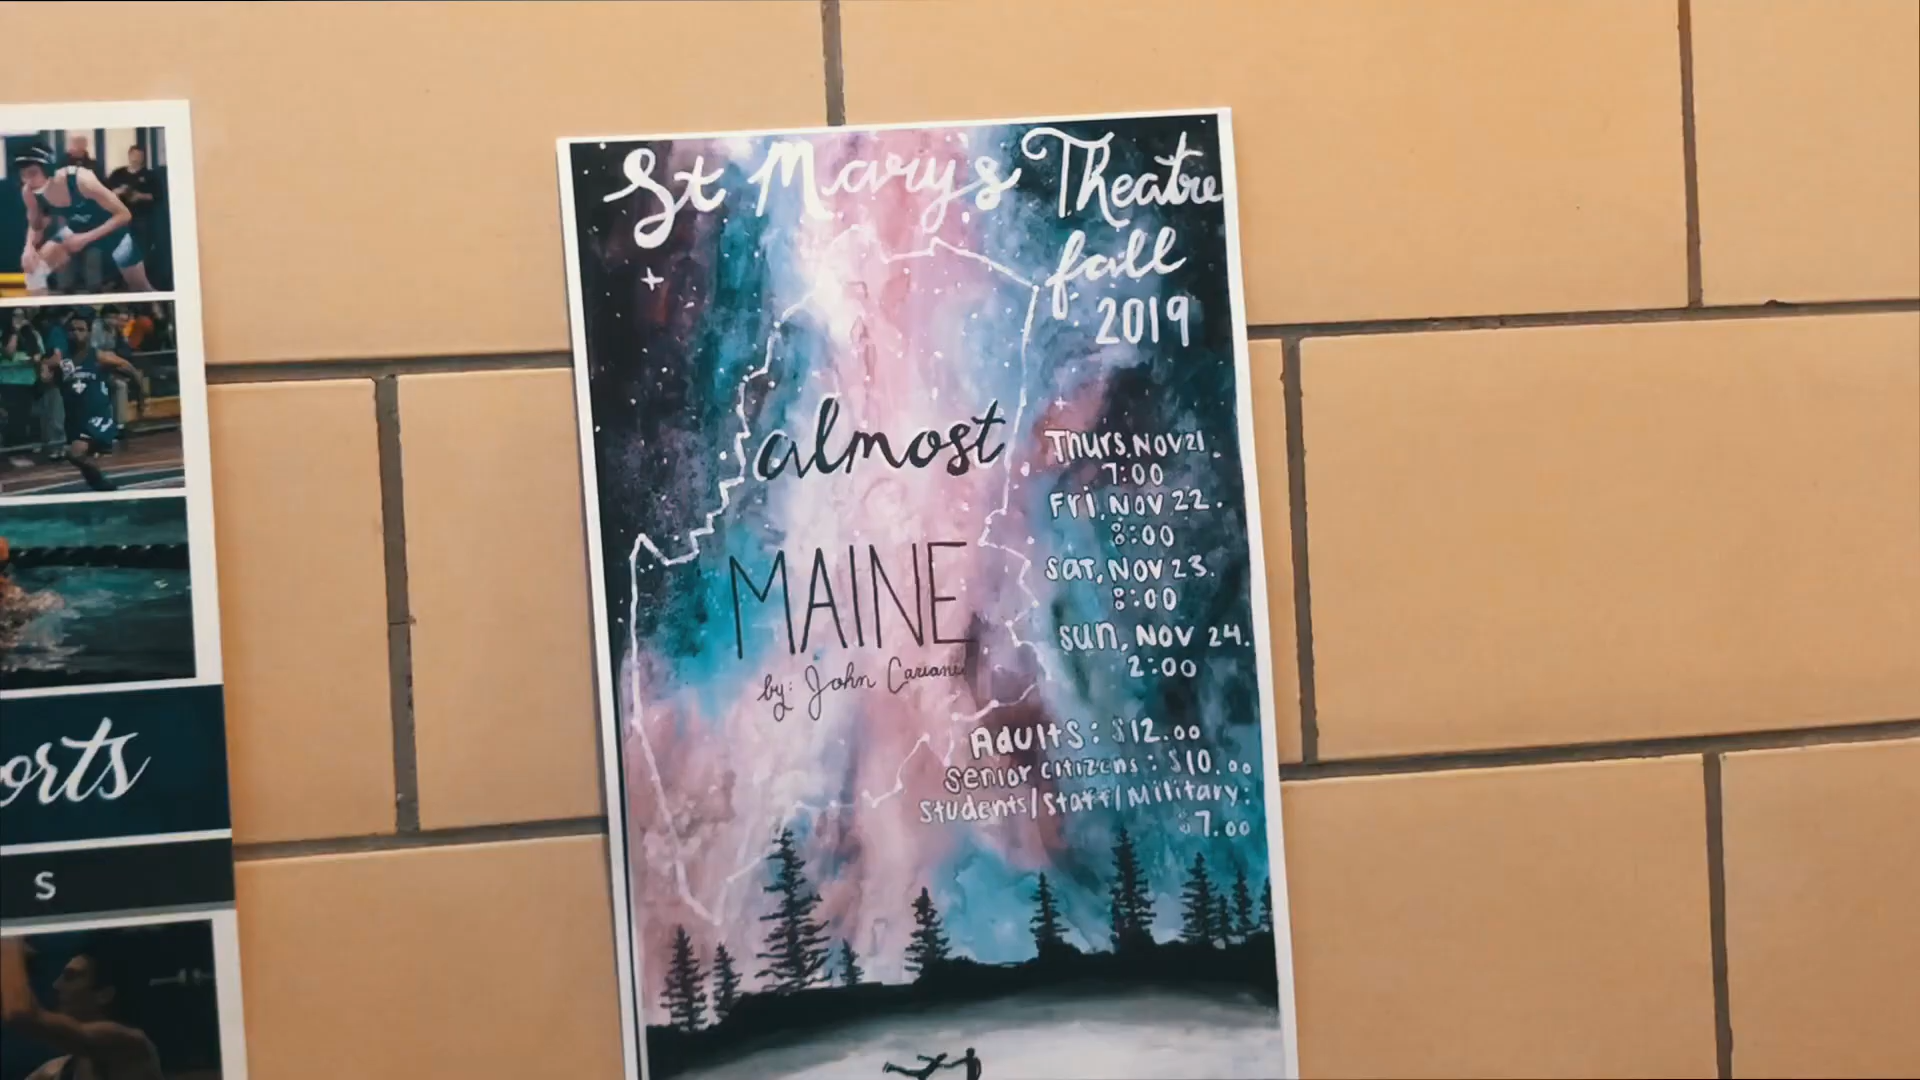 St Mary's Theatre
fall
2019
almost
MAINE
by: John Cariani
Thurs, Nov 21.
7:00
Fri, Nov 22.
8:00
Sat, Nov 23.
8:00
Sun, Nov 24.
2:00
Adults: $12.00
Senior Citizens: $10.00
Students/Staff/Military:
$7.00
orts
S